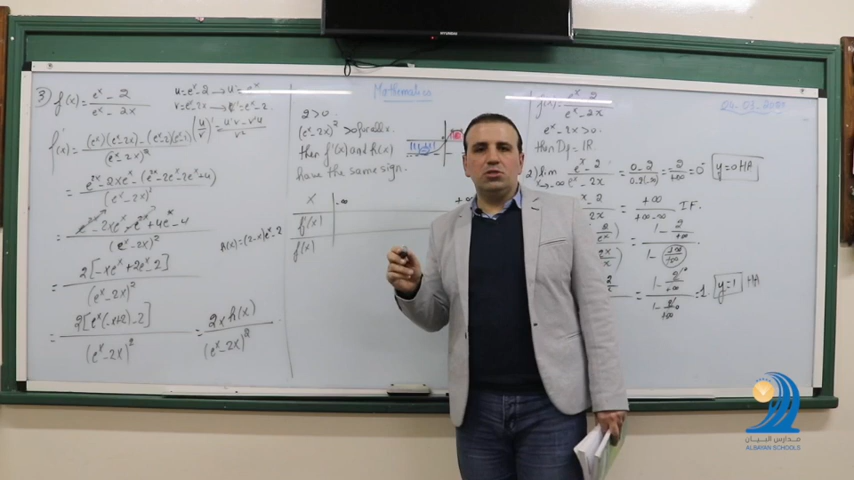 Mathematics
3) f(x) = (e^x - 2)/(e^x - 2x)
u = e^x - 2 → u' = e^x
v = e^x - 2x → v' = e^x - 2
(u/v)' = (u'v - v'u)/v²
f'(x) = ((e^x)(e^x - 2x) - (e^x - 2)(e^x - 2))/(e^x - 2x)²
= (e^2x - 2xe^x - (e^2x - 2e^x - 2e^x + 4))/(e^x - 2x)²
= (e^2x - 2xe^x - e^2x + 4e^x - 4)/(e^x - 2x)²
h(x) = (2-x)e^x - 2
= 2[-xe^x + 2e^x - 2]/(e^x - 2x)²
= 2[e^x(-x+2) - 2]/(e^x - 2x)² = 2 x h(x)/(e^x - 2x)²
2 > 0
(e^x - 2x)² > 0 for all x.
then f'(x) and h(x)
have the same sign.
x -∞ +∞
f'(x)
f(x)
f(x) = (e^x - 2)/(e^x - 2x)
e^x - 2x > 0
then Df = IR
2) lim x→-∞ (e^x - 2)/(e^x - 2x) = (0 - 2)/(0 - 2(-∞)) = -2/+∞ = 0⁻ y = 0 HA
= +∞/(+∞-∞) IF.
= 1. y = 1 HA
مدارس البيان
ALBAYAN SCHOOLS